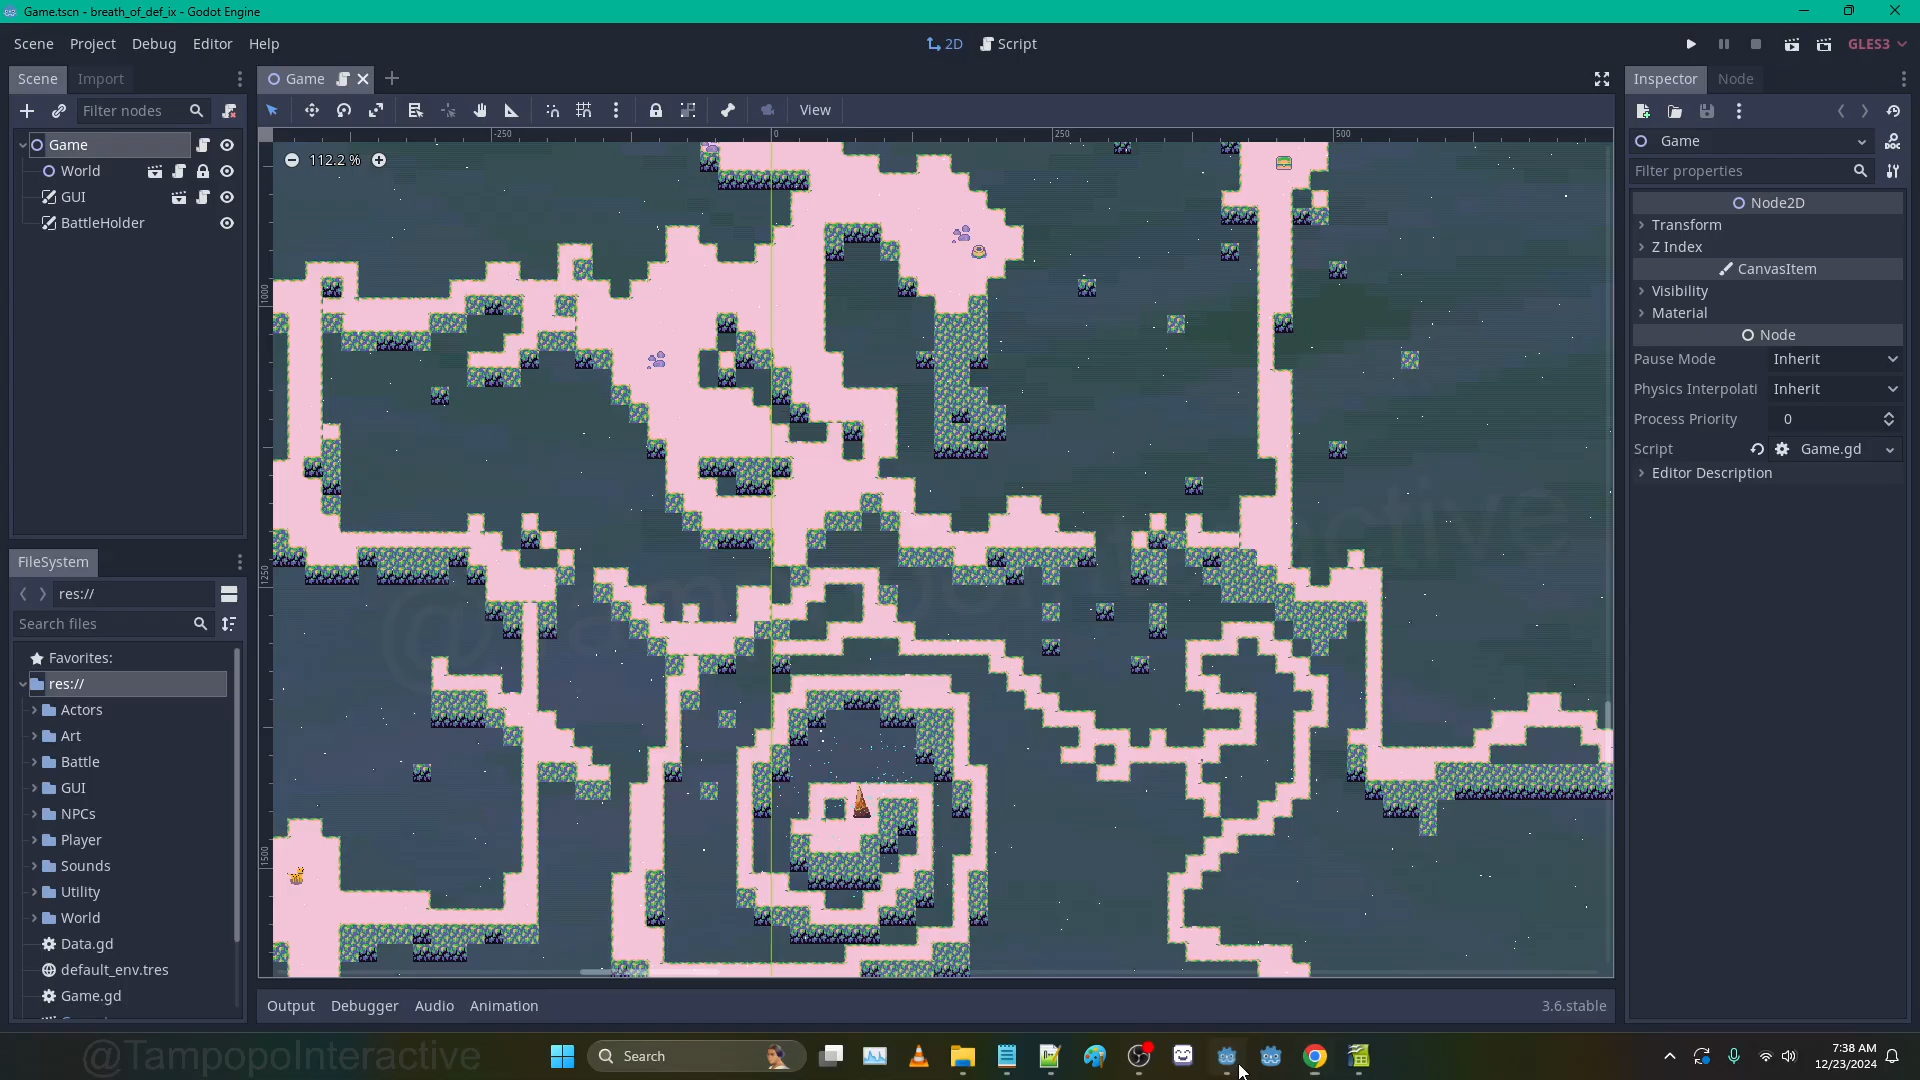 Game.tscn - breath_of_def_ix - Godot Engine
Scene Project Debug Editor Help
2D Script
GLES3
Scene Import
Game
Inspector Node
Filter nodes
View
Game
World
GUI
BattleHolder
-250 0 250 500
112.2 %
1000
1250
1500
Game
Filter properties
Node2D
Transform
Z Index
CanvasItem
Visibility
Material
Node
Pause Mode Inherit
Physics Interpolati Inherit
Process Priority 0
Script Game.gd
Editor Description
FileSystem
res://
Search files
Favorites:
res://
Actors
Art
Battle
GUI
NPCs
Player
Sounds
Utility
World
Data.gd
default_env.tres
Game.gd
Output Debugger Audio Animation
3.6.stable
@TampopoInteractive
Search
7:38 AM
12/23/2024